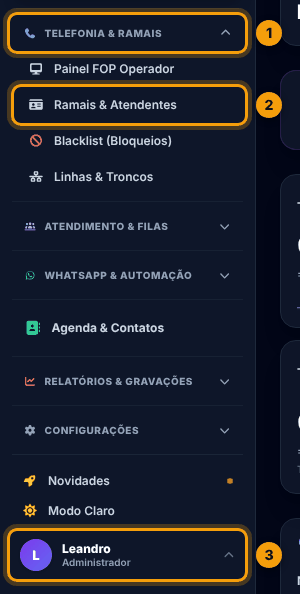 TELEFONIA & RAMAIS
1
Painel FOP Operador
Ramais & Atendentes
2
Blacklist (Bloqueios)
Linhas & Troncos
ATENDIMENTO & FILAS
WHATSAPP & AUTOMAÇÃO
Agenda & Contatos
RELATÓRIOS & GRAVAÇÕES
CONFIGURAÇÕES
Novidades
Modo Claro
L
Leandro
Administrador
3